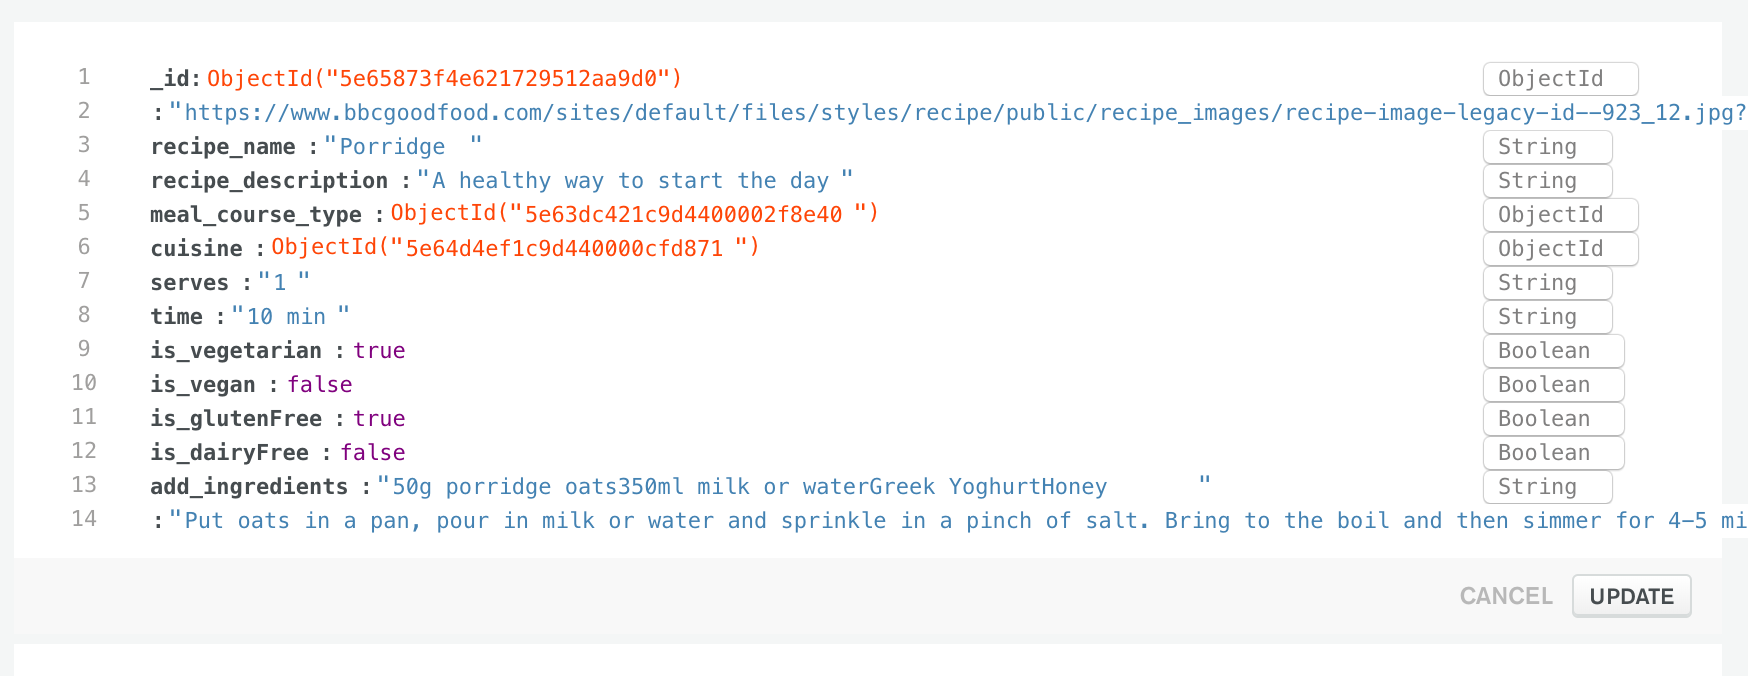 1 _id: ObjectId("5e65873f4e621729512aa9d0") ObjectId
2 :"https://www.bbcgoodfood.com/sites/default/files/styles/recipe/public/recipe_images/recipe-image-legacy-id--923_12.jpg?
3 recipe_name :"Porridge " String
4 recipe_description :"A healthy way to start the day " String
5 meal_course_type :ObjectId("5e63dc421c9d4400002f8e40 ") ObjectId
6 cuisine :ObjectId("5e64d4ef1c9d440000cfd871 ") ObjectId
7 serves :"1 " String
8 time :"10 min " String
9 is_vegetarian :true Boolean
10 is_vegan :false Boolean
11 is_glutenFree :true Boolean
12 is_dairyFree :false Boolean
13 add_ingredients :"50g porridge oats350ml milk or waterGreek YoghurtHoney " String
14 :"Put oats in a pan, pour in milk or water and sprinkle in a pinch of salt. Bring to the boil and then simmer for 4-5 mi
CANCEL UPDATE